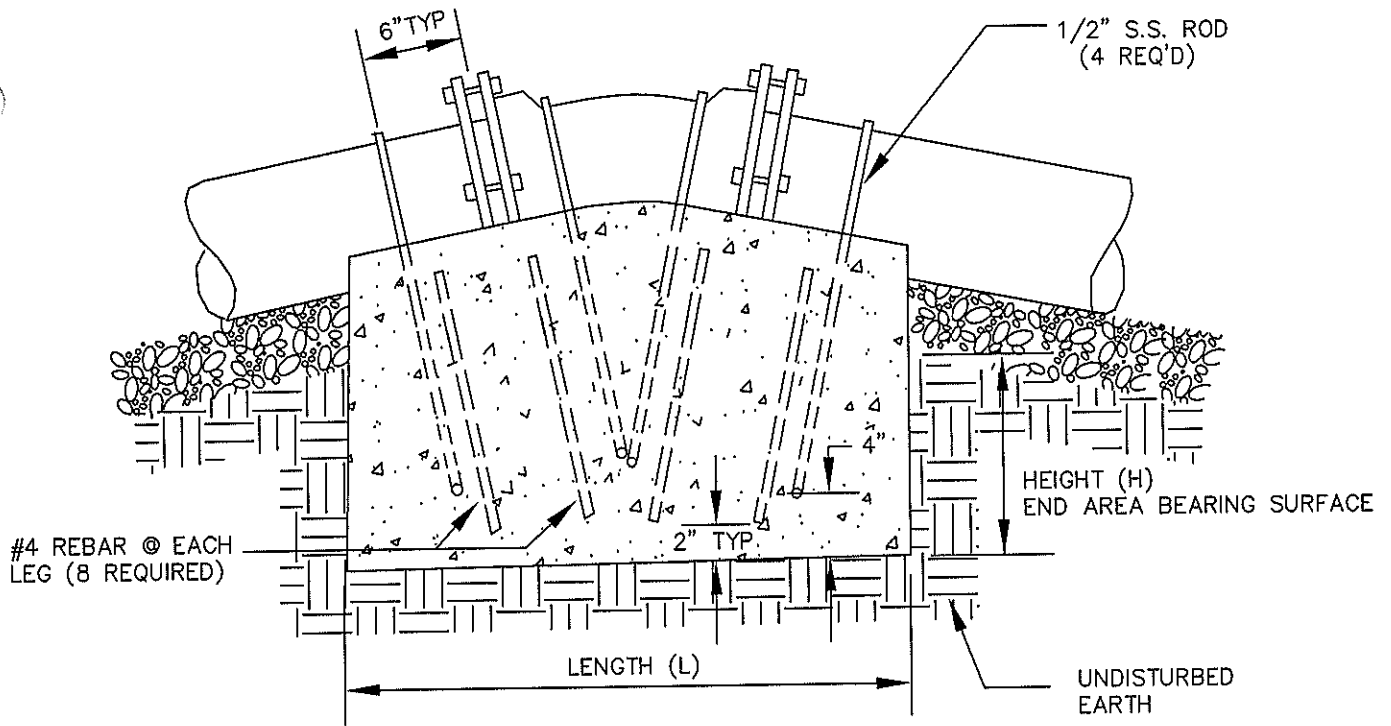 6" TYP
1/2" S.S. ROD
(4 REQ'D)
4"
HEIGHT (H)
END AREA BEARING SURFACE
#4 REBAR @ EACH
LEG (8 REQUIRED)
2" TYP
LENGTH (L)
UNDISTURBED
EARTH